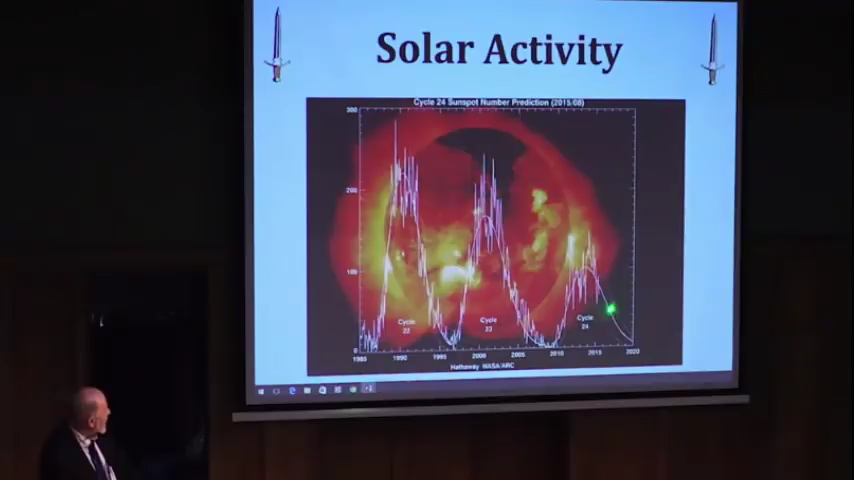 Solar Activity
Cycle 24 Sunspot Number Prediction (2015/08)
300
200
100
0
Cycle
22
Cycle
23
Cycle
24
1985 1990 1995 2000 2005 2010 2015 2020
Hathaway NASA/ARC